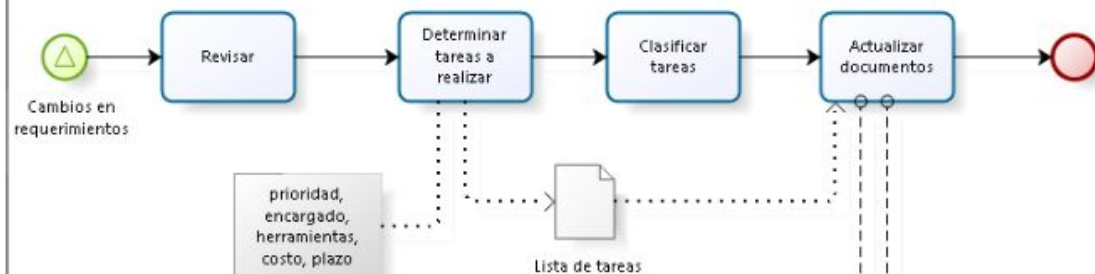 Cambios en
requerimientos
Revisar
Determinar
tareas a
realizar
Clasificar
tareas
Actualizar
documentos
prioridad,
encargado,
herramientas,
costo, plazo
Lista de tareas